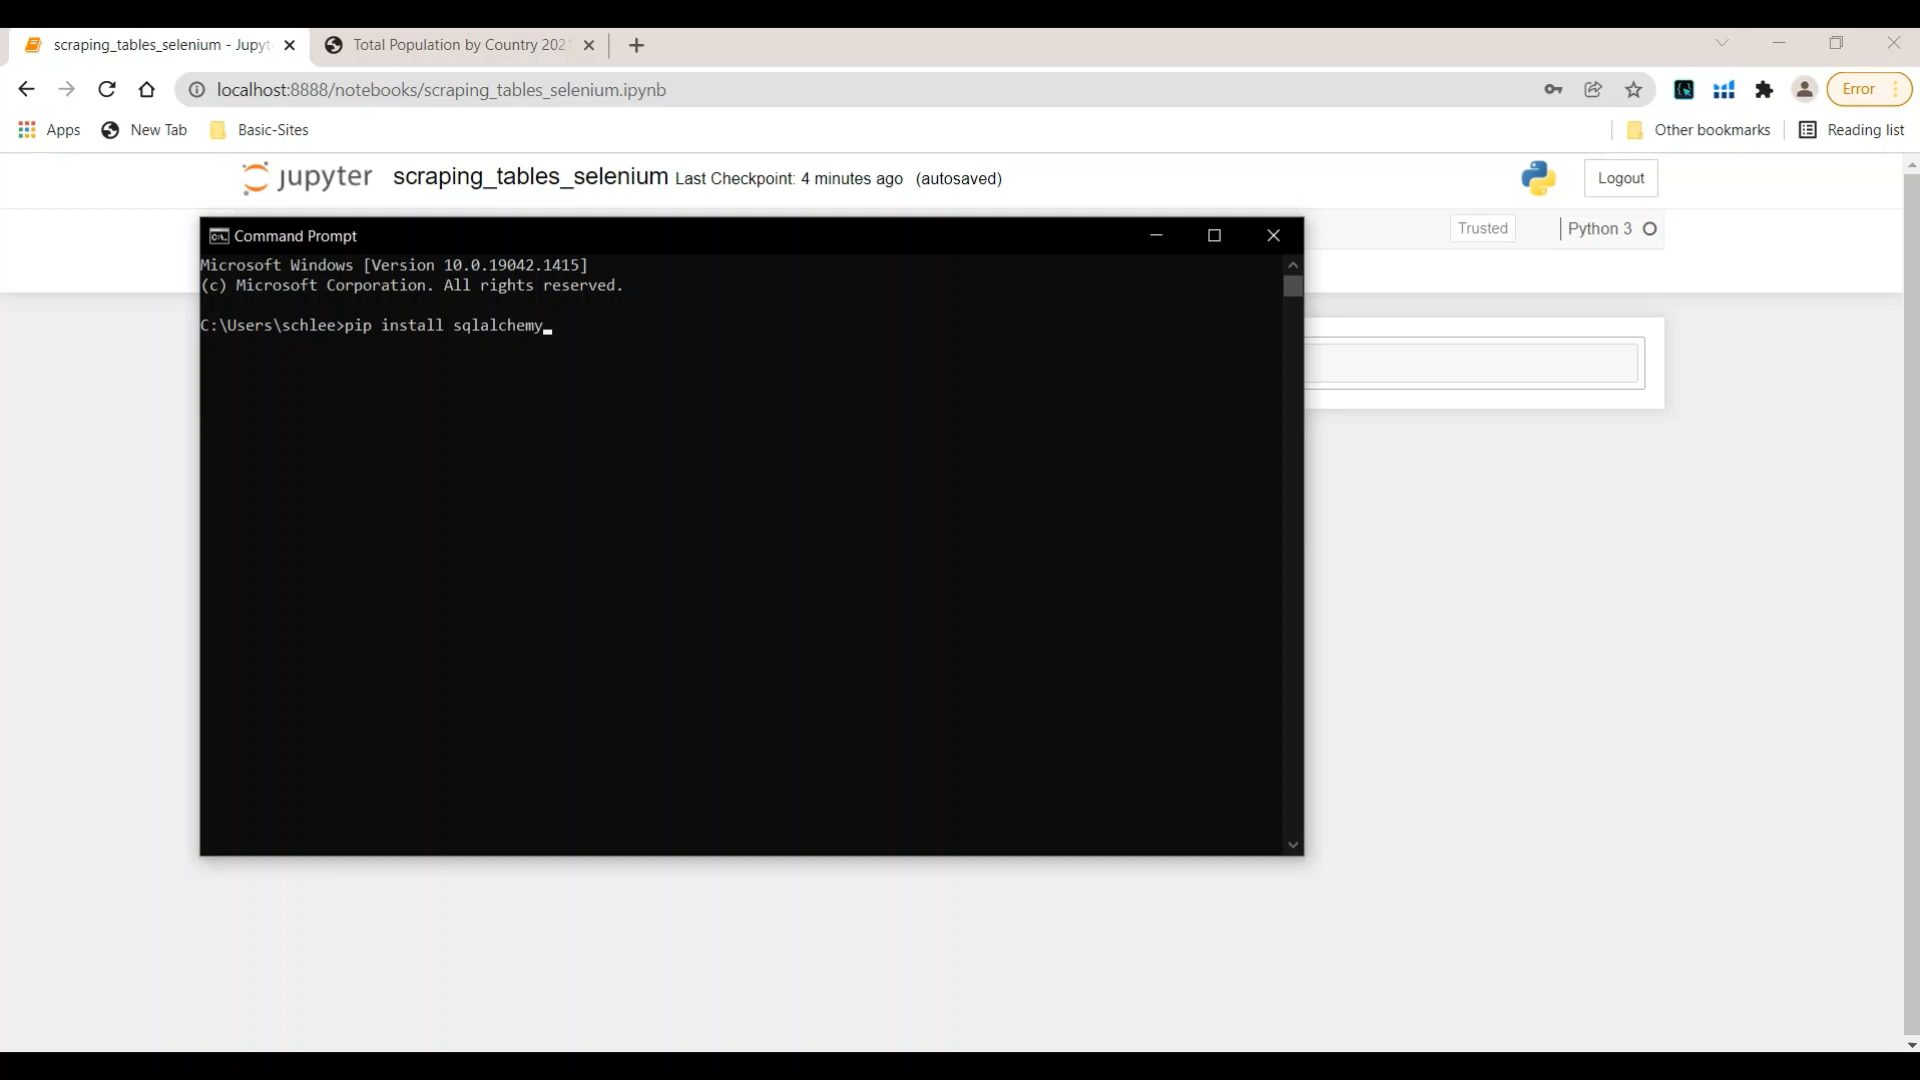 scraping_tables_selenium - Jupyt
Total Population by Country 202
localhost:8888/notebooks/scraping_tables_selenium.ipynb
Error
Apps
New Tab
Basic-Sites
Other bookmarks
Reading list
jupyter
scraping_tables_selenium Last Checkpoint: 4 minutes ago (autosaved)
Logout
Trusted
Python 3
Command Prompt
Microsoft Windows [Version 10.0.19042.1415]
(c) Microsoft Corporation. All rights reserved.
C:\Users\schlee>pip install sqlalchemy